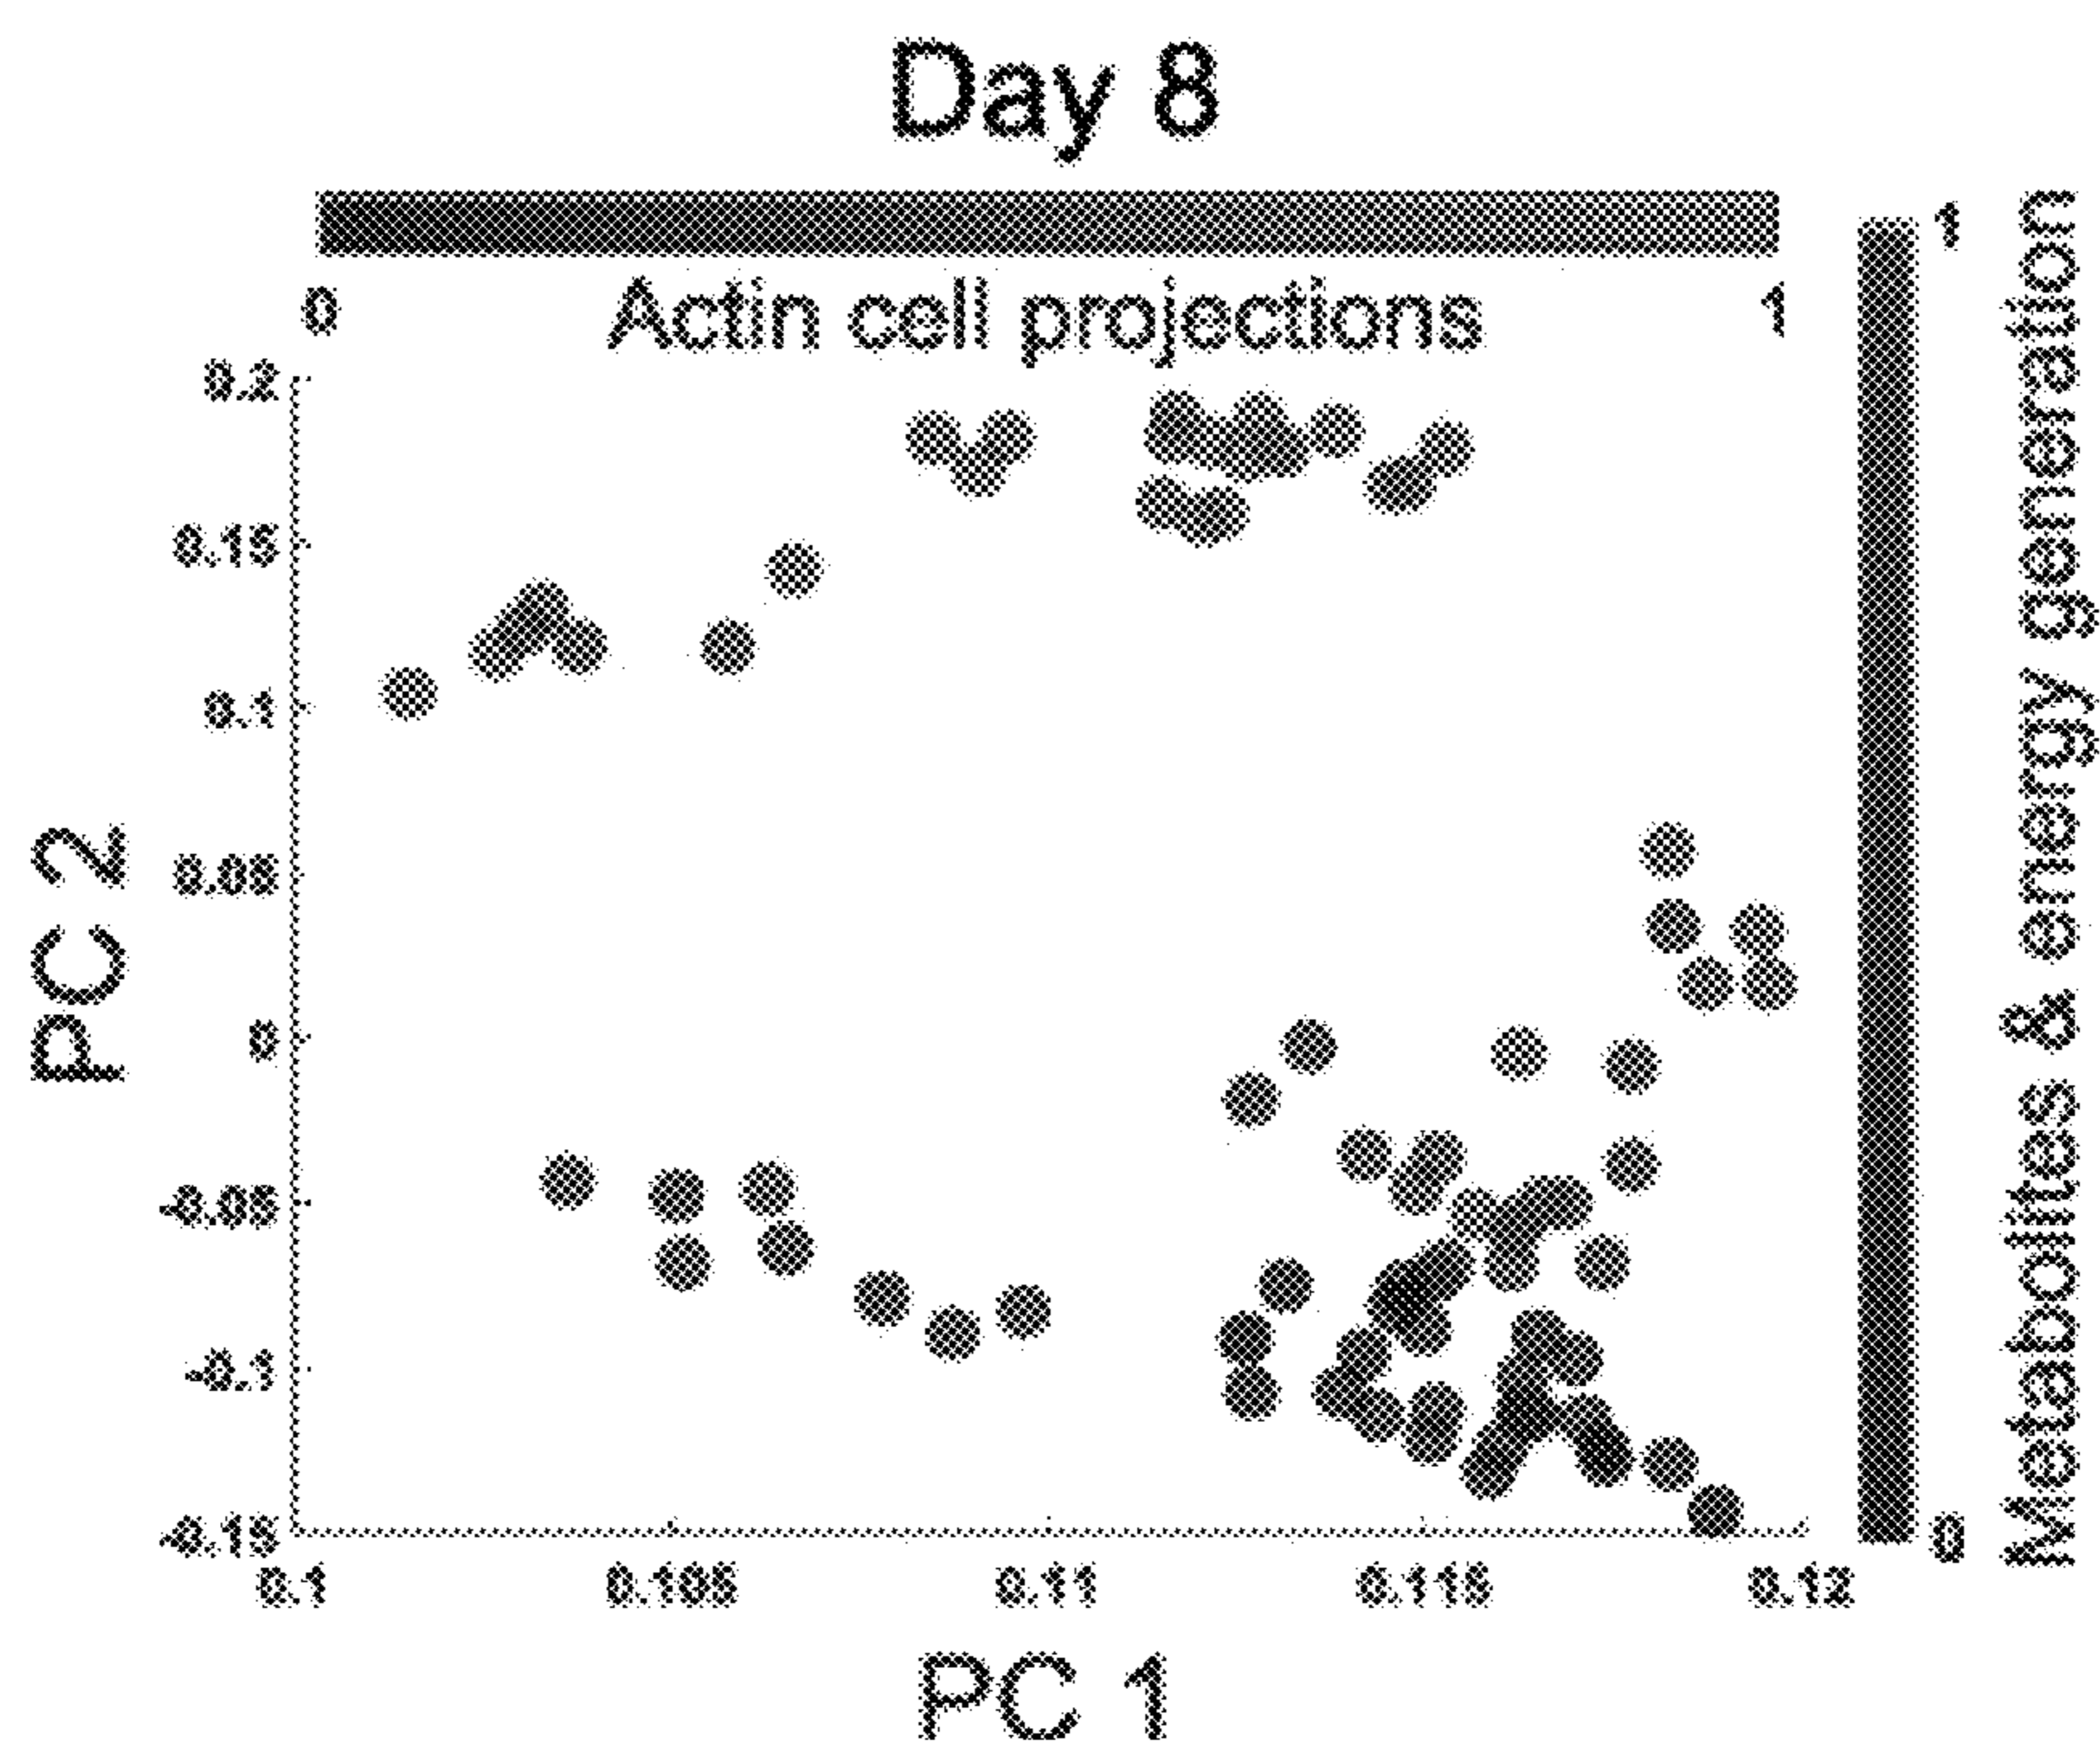 Day 8
0 Actin cell projections 1
1
Metabolites & energy generation
0
0.2
0.15
0.1
0.05
0
-0.05
-0.1
-0.15
PC 2
0.1 0.105 0.11 0.115 0.12
PC 1